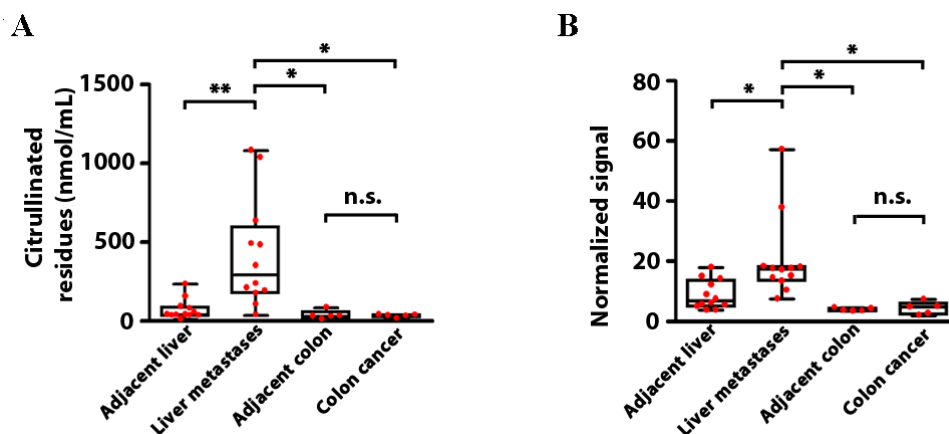 A
Citrullinated
residues (nmol/mL)
1500
1000
500
0
**
*
*
n.s.
Adjacent liver
Liver metastases
Adjacent colon
Colon cancer
B
Normalized signal
80
60
40
20
0
*
*
*
n.s.
Adjacent liver
Liver metastases
Adjacent colon
Colon cancer